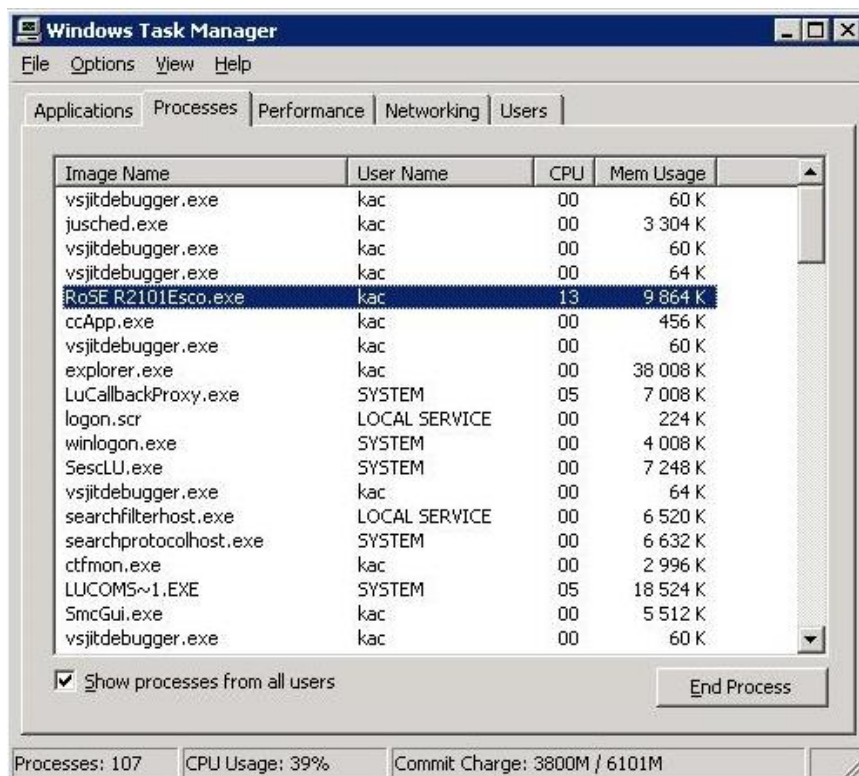 Windows Task Manager
File Options View Help
Applications Processes Performance Networking Users
Image Name User Name CPU Mem Usage
vsjitdebugger.exe kac 00 60 K
jusched.exe kac 00 3 304 K
vsjitdebugger.exe kac 00 60 K
vsjitdebugger.exe kac 00 64 K
RoSE R2101Esco.exe kac 13 9 864 K
ccApp.exe kac 00 456 K
vsjitdebugger.exe kac 00 60 K
explorer.exe kac 00 38 008 K
LuCallbackProxy.exe SYSTEM 05 7 008 K
logon.scr LOCAL SERVICE 00 224 K
winlogon.exe SYSTEM 00 4 008 K
SescLU.exe SYSTEM 00 7 248 K
vsjitdebugger.exe kac 00 64 K
searchfilterhost.exe LOCAL SERVICE 00 6 520 K
searchprotocolhost.exe SYSTEM 00 6 632 K
ctfmon.exe kac 00 2 996 K
LUCOMS~1.EXE SYSTEM 05 18 524 K
SmcGui.exe kac 00 5 512 K
vsjitdebugger.exe kac 00 60 K
Show processes from all users
End Process
Processes: 107 CPU Usage: 39% Commit Charge: 3800M / 6101M